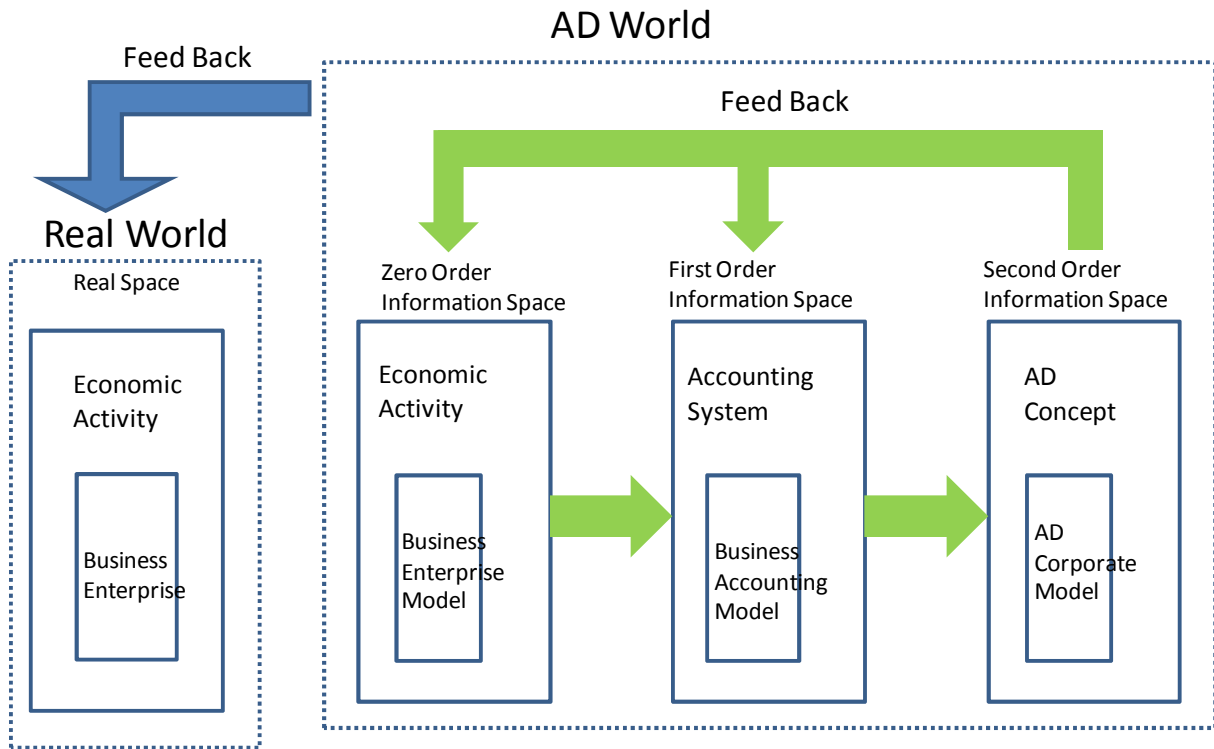 AD World
Feed Back
Feed Back
Real World
Real Space
Economic
Activity
Business
Enterprise
Zero Order
Information Space
Economic
Activity
Business
Enterprise
Model
First Order
Information Space
Accounting
System
Business
Accounting
Model
Second Order
Information Space
AD
Concept
AD
Corporate
Model